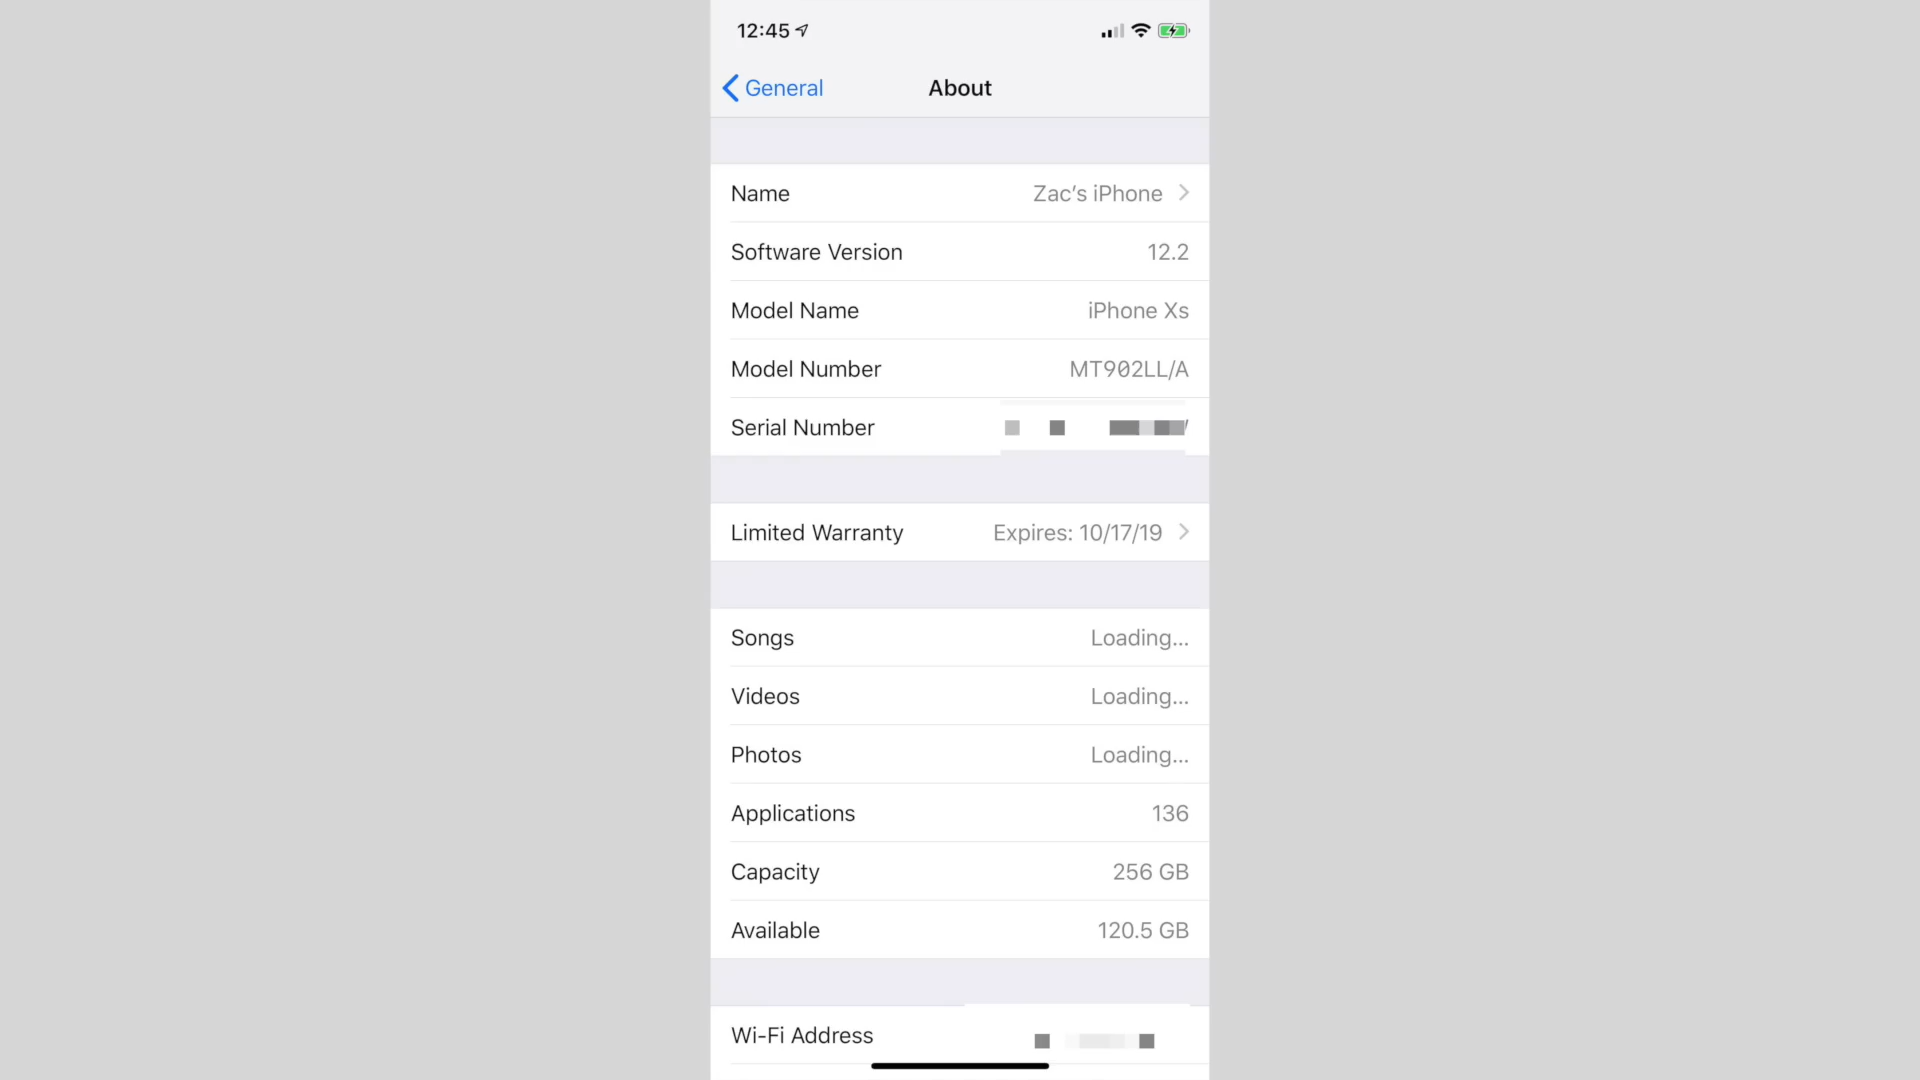 12:45
General
About
Name Zac’s iPhone
Software Version 12.2
Model Name iPhone Xs
Model Number MT902LL/A
Serial Number
Limited Warranty Expires: 10/17/19
Songs Loading...
Videos Loading...
Photos Loading...
Applications 136
Capacity 256 GB
Available 120.5 GB
Wi-Fi Address